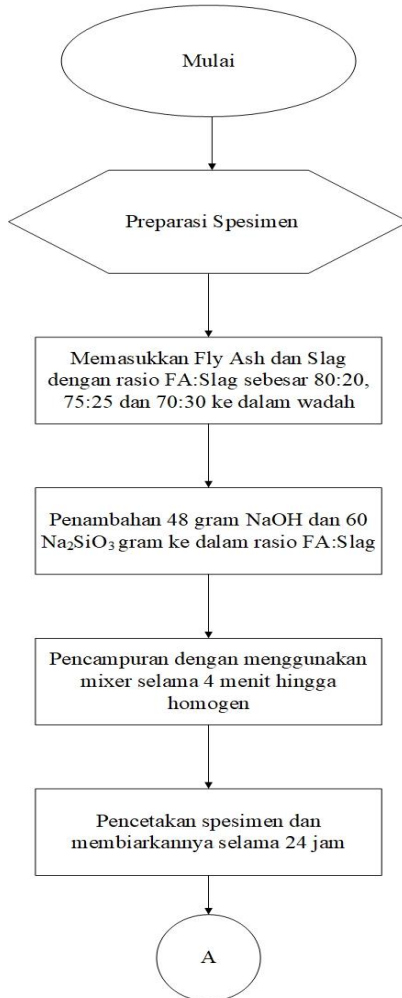 Mulai
Preparasi Spesimen
Memasukkan Fly Ash dan Slag
dengan rasio FA:Slag sebesar 80:20,
75:25 dan 70:30 ke dalam wadah
Penambahan 48 gram NaOH dan 60
Na₂SiO₃ gram ke dalam rasio FA:Slag
Pencampuran dengan menggunakan
mixer selama 4 menit hingga
homogen
Pencetakan spesimen dan
membiarkannya selama 24 jam
A